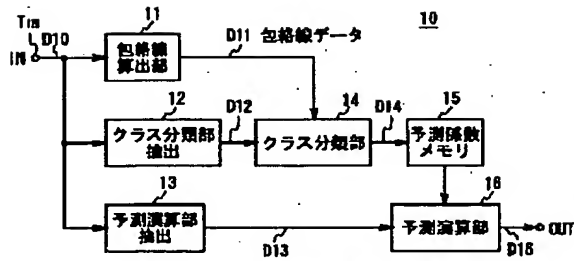 10
TIN
IN
D10
11
包絡線
算出部
D11 包絡線データ
12
クラス分類部
抽出
D12
14
クラス分類部
D14
15
予測係数
メモリ
13
予測演算部
抽出
D13
16
予測演算部
D16
OUT